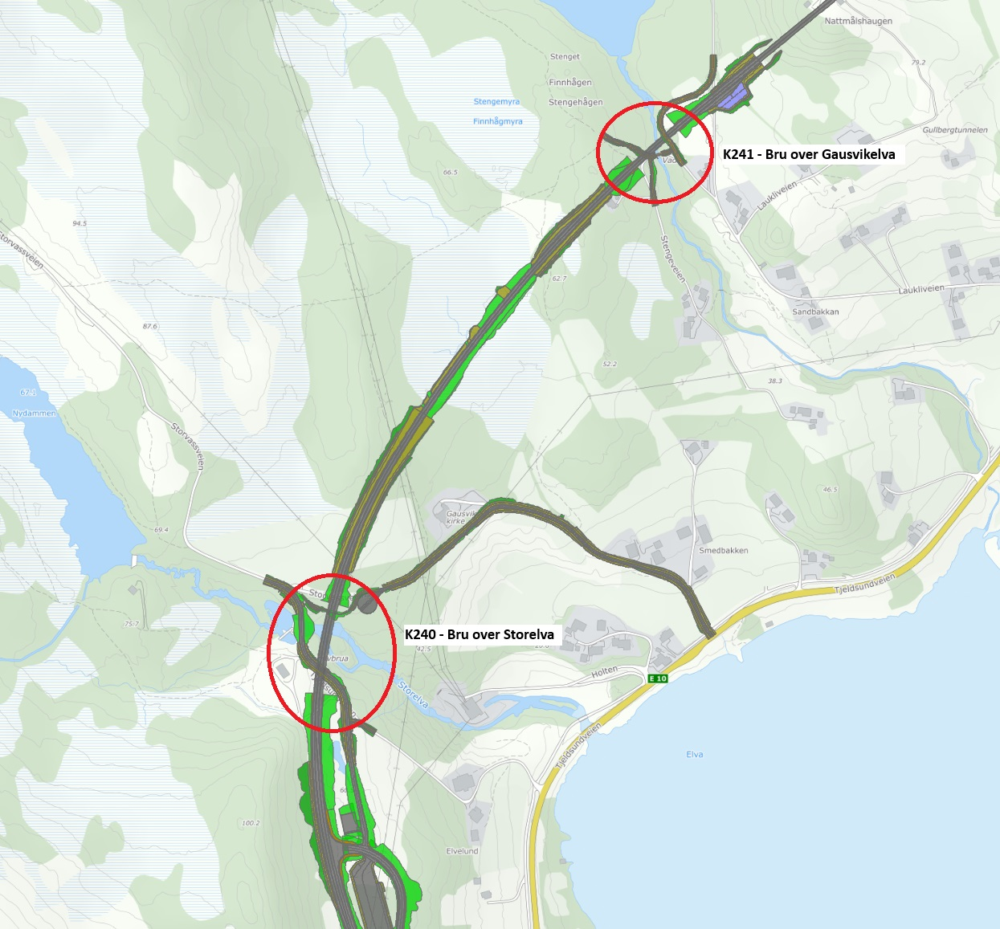 Nattmålshaugen
Stenget
79.2
Finnhågen
Stengemyra
Stengehågen
Finnhågmyra
Gullbergtunnelen
K241 - Bru over Gausvikelva
66.5
Laukliveien
94.5
Storvassveien
Stengeveien
62.7
Laukliveien
Sandbakkan
87.6
52.2
38.3
67.1
Nydammen
Storvassveien
46.5
Gausvik
kirke
69.4
Smedbakken
Tjeldsundveien
75.7
K240 - Bru over Storelva
42.5
Holten
E 10
Storelva
Tjeldsundveien
Elva
100.2
Elvelund